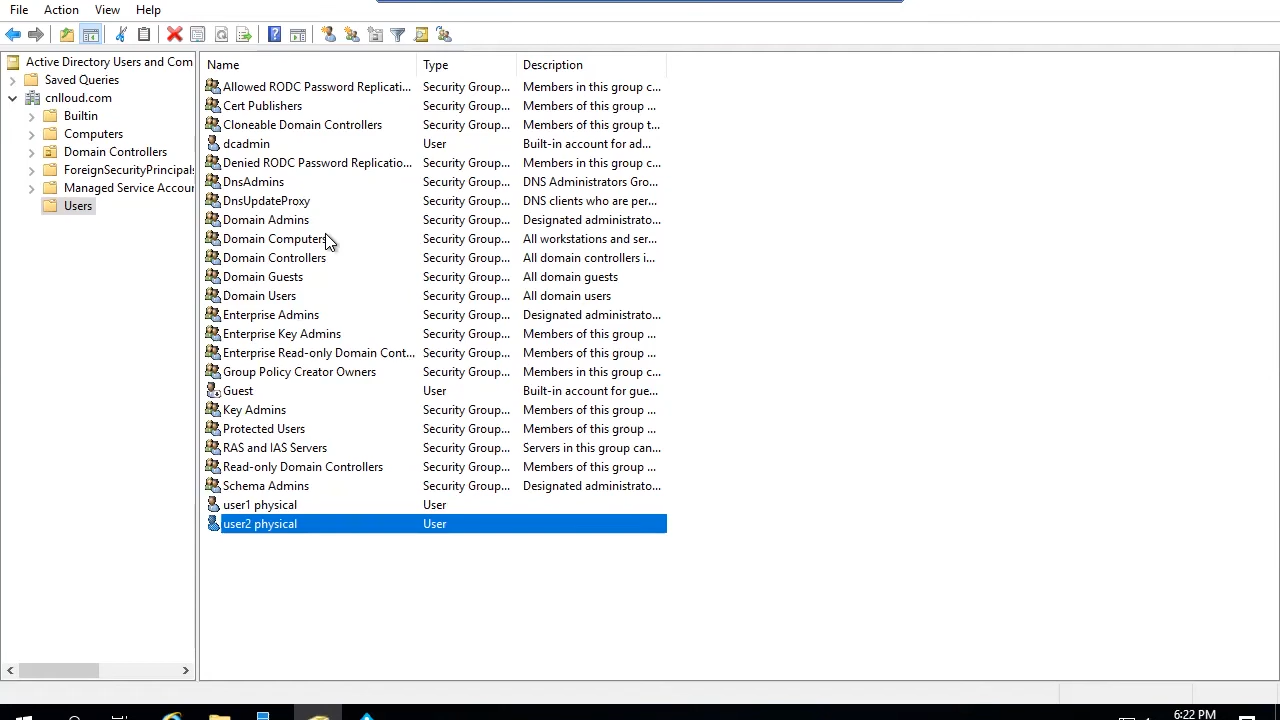 File Action View Help
Active Directory Users and Com
Saved Queries
cnlloud.com
Builtin
Computers
Domain Controllers
ForeignSecurityPrincipals
Managed Service Accour
Users
Name Type Description
Allowed RODC Password Replicati... Security Group... Members in this group c...
Cert Publishers Security Group... Members of this group ...
Cloneable Domain Controllers Security Group... Members of this group t...
dcadmin User Built-in account for ad...
Denied RODC Password Replicatio... Security Group... Members in this group c...
DnsAdmins Security Group... DNS Administrators Gro...
DnsUpdateProxy Security Group... DNS clients who are per...
Domain Admins Security Group... Designated administrato...
Domain Computers Security Group... All workstations and ser...
Domain Controllers Security Group... All domain controllers i...
Domain Guests Security Group... All domain guests
Domain Users Security Group... All domain users
Enterprise Admins Security Group... Designated administrato...
Enterprise Key Admins Security Group... Members of this group ...
Enterprise Read-only Domain Cont... Security Group... Members of this group ...
Group Policy Creator Owners Security Group... Members in this group c...
Guest User Built-in account for gue...
Key Admins Security Group... Members of this group ...
Protected Users Security Group... Members of this group ...
RAS and IAS Servers Security Group... Servers in this group can...
Read-only Domain Controllers Security Group... Members of this group ...
Schema Admins Security Group... Designated administrato...
user1 physical User
user2 physical User
6:22 PM